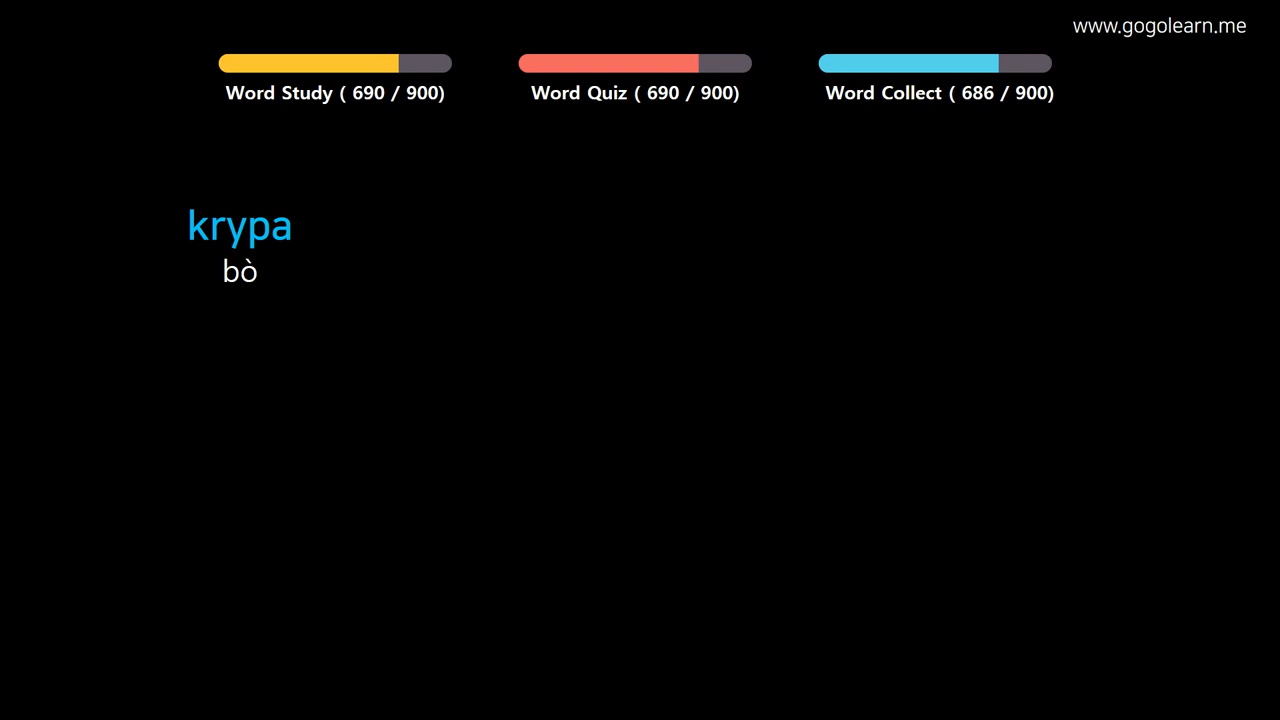 www.gogolearn.me
Word Study ( 690 / 900)
Word Quiz ( 690 / 900)
Word Collect ( 686 / 900)
krypa
bò